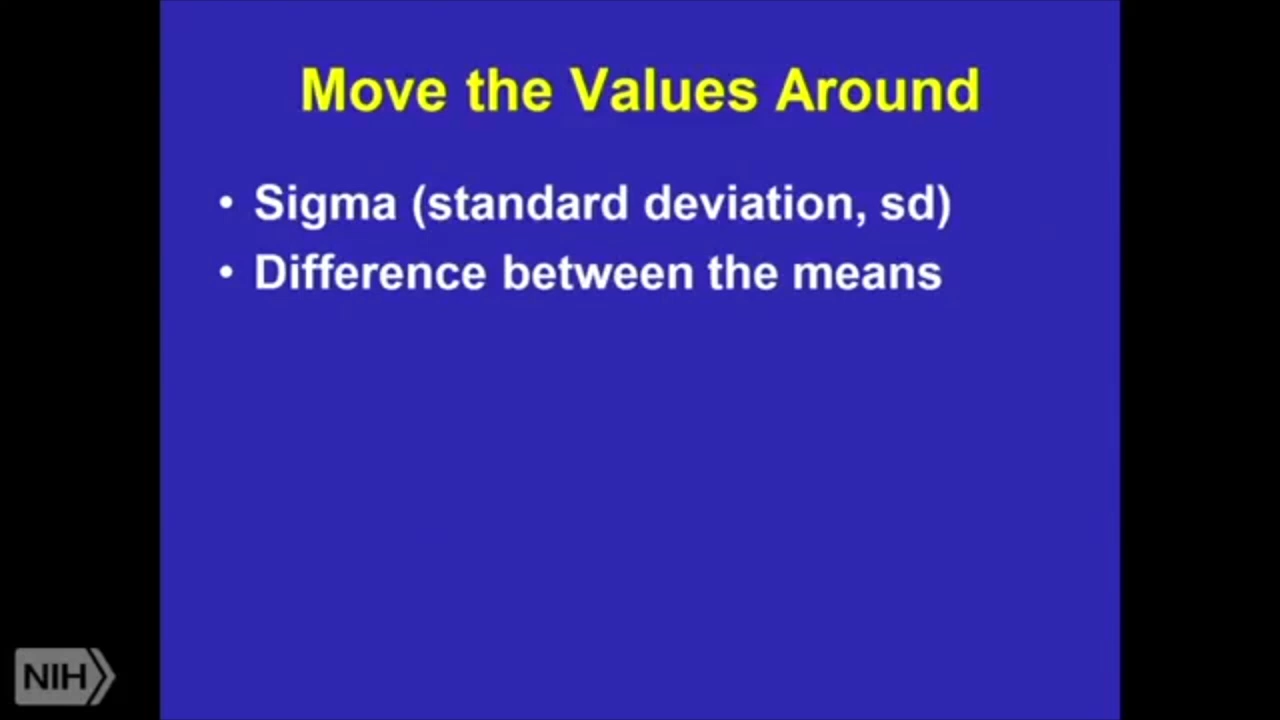 Move the Values Around
• Sigma (standard deviation, sd)
• Difference between the means
NIH